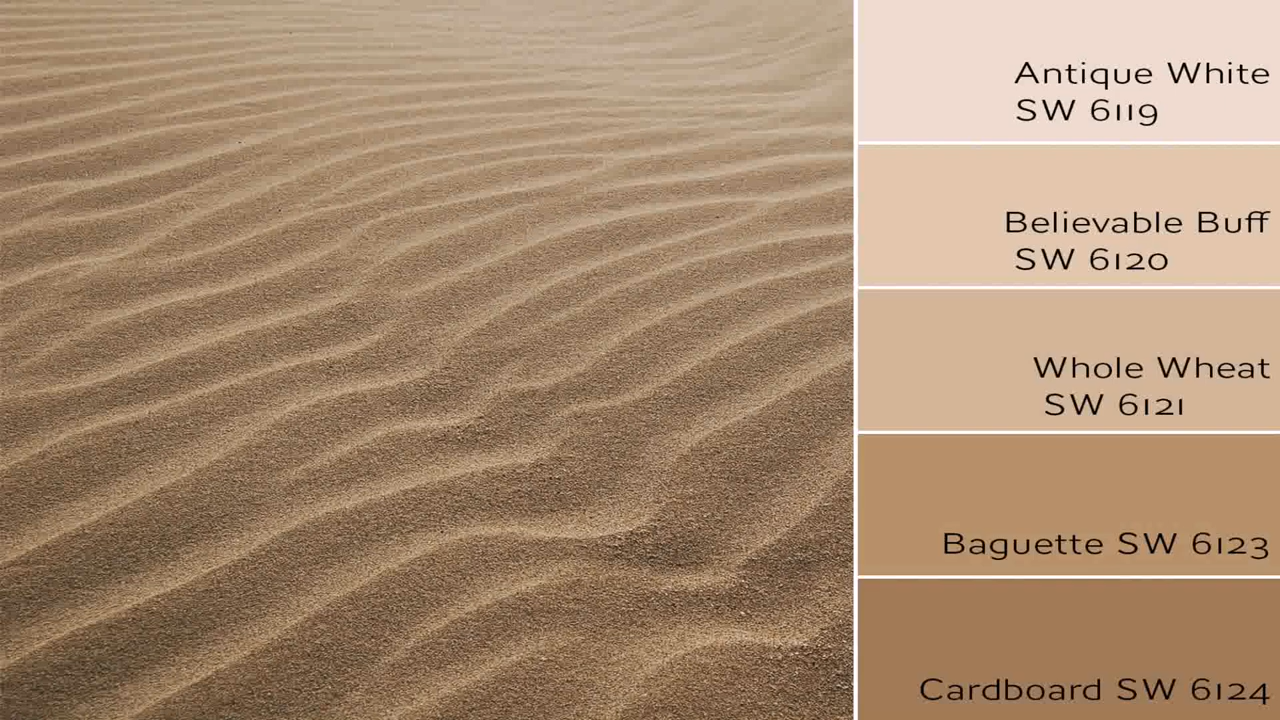 Antique White
SW 6119
Believable Buff
SW 6120
Whole Wheat
SW 6121
Baguette SW 6123
Cardboard SW 6124